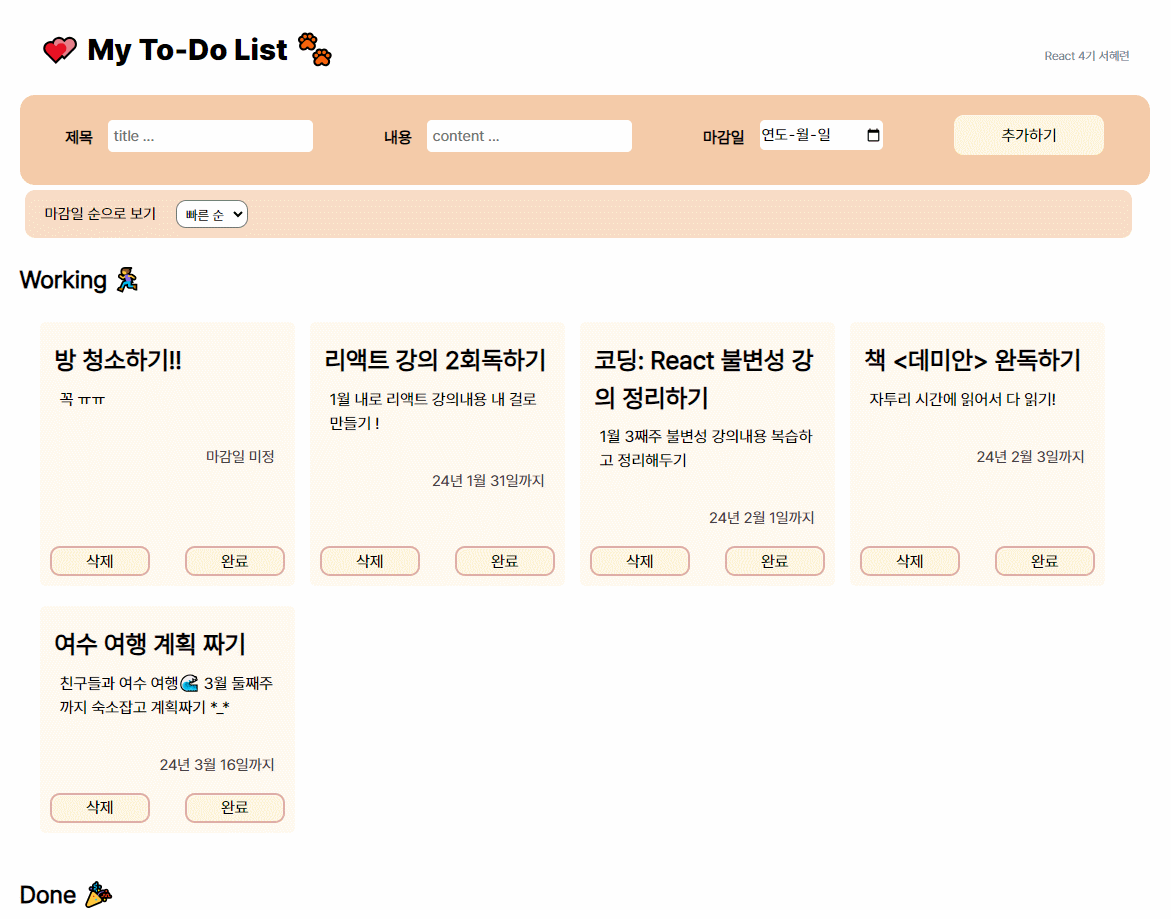 💕 My To-Do List 🐾
React 4기 서혜련
제목 title ... 내용 content ... 마감일 연도-월-일 추가하기
마감일 순으로 보기 빠른 순
Working 🏃
방 청소하기!!
꼭 ㅠㅠ
마감일 미정
삭제 완료
리액트 강의 2회독하기
1월 내로 리액트 강의내용 내 걸로
만들기 !
24년 1월 31일까지
삭제 완료
코딩: React 불변성 강
의 정리하기
1월 3째주 불변성 강의내용 복습하
고 정리해두기
24년 2월 1일까지
삭제 완료
책 <데미안> 완독하기
자투리 시간에 읽어서 다 읽기!
24년 2월 3일까지
삭제 완료
여수 여행 계획 짜기
친구들과 여수 여행🌊 3월 둘째주
까지 숙소잡고 계획짜기 *_*
24년 3월 16일까지
삭제 완료
Done 🎉